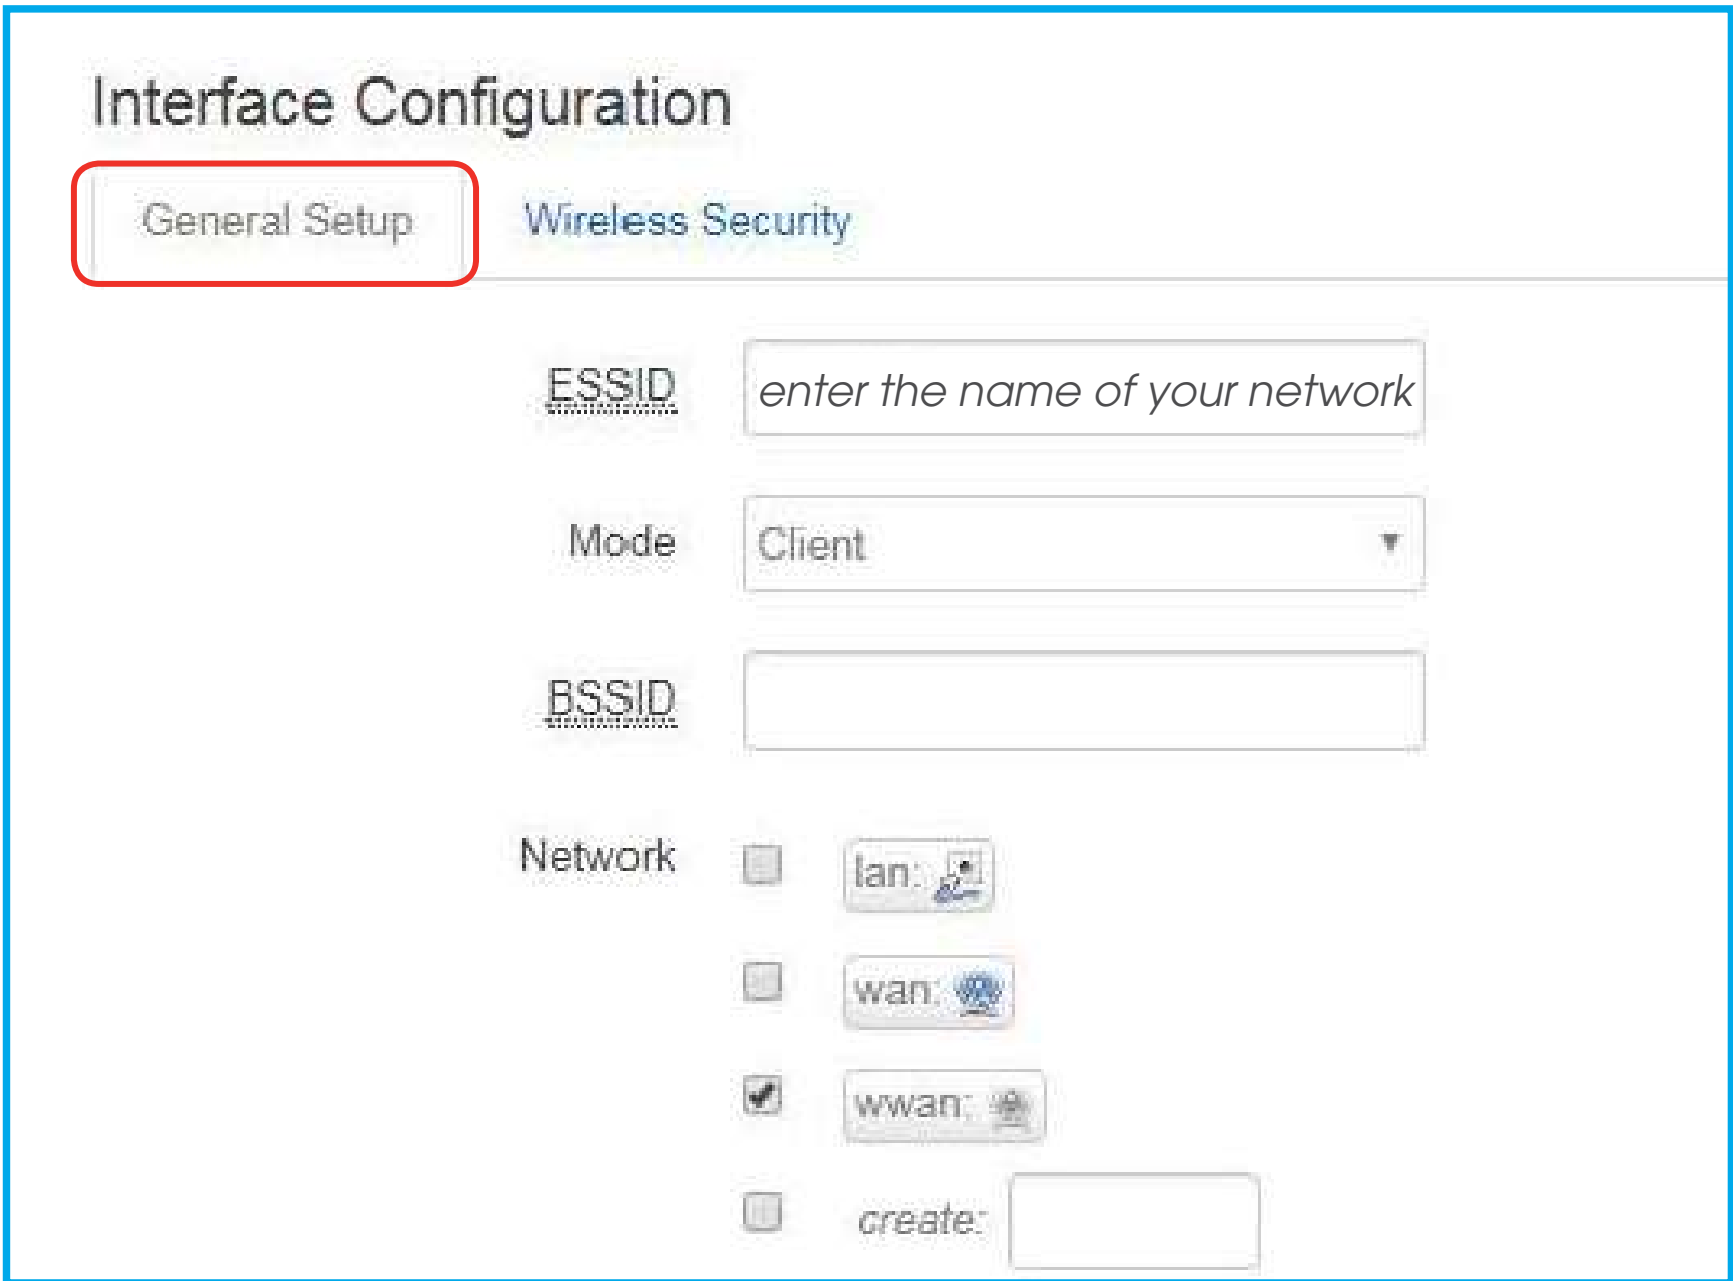 Interface Configuration
General Setup Wireless Security
ESSID enter the name of your network
Mode Client
BSSID
Network lan:
wan:
wwan:
create: